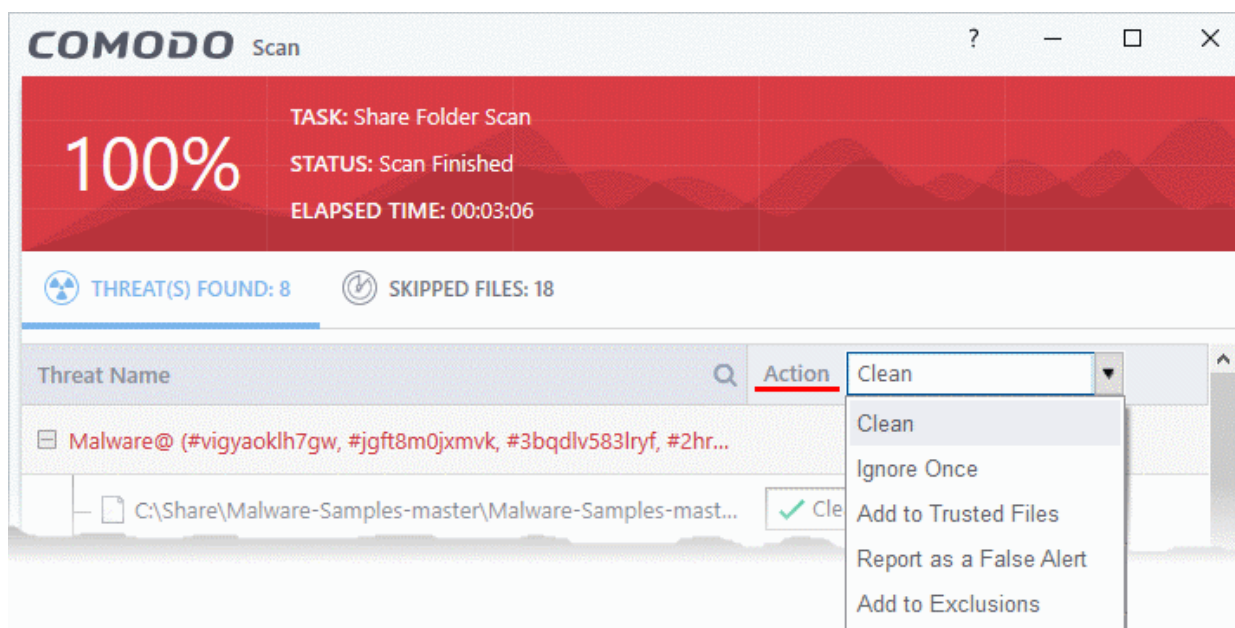 COMODO Scan ?
100%
TASK: Share Folder Scan
STATUS: Scan Finished
ELAPSED TIME: 00:03:06
THREAT(S) FOUND: 8 SKIPPED FILES: 18
Threat Name Action Clean
Clean
Malware@ (#vigyaoklh7gw, #jgft8m0jxmvk, #3bqdlv583lryf, #2hr...
Ignore Once
C:\Share\Malware-Samples-master\Malware-Samples-mast... Cle
Add to Trusted Files
Report as a False Alert
Add to Exclusions